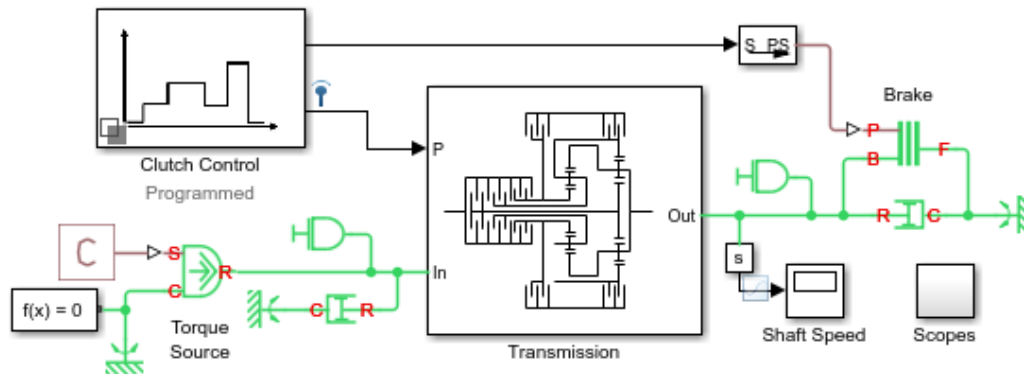 S PS
Brake
P
B
F
Clutch Control
Programmed
P
Out
R
C
C
S
R
C
In
C
R
s
f(x) = 0
Torque
Source
Transmission
Shaft Speed
Scopes